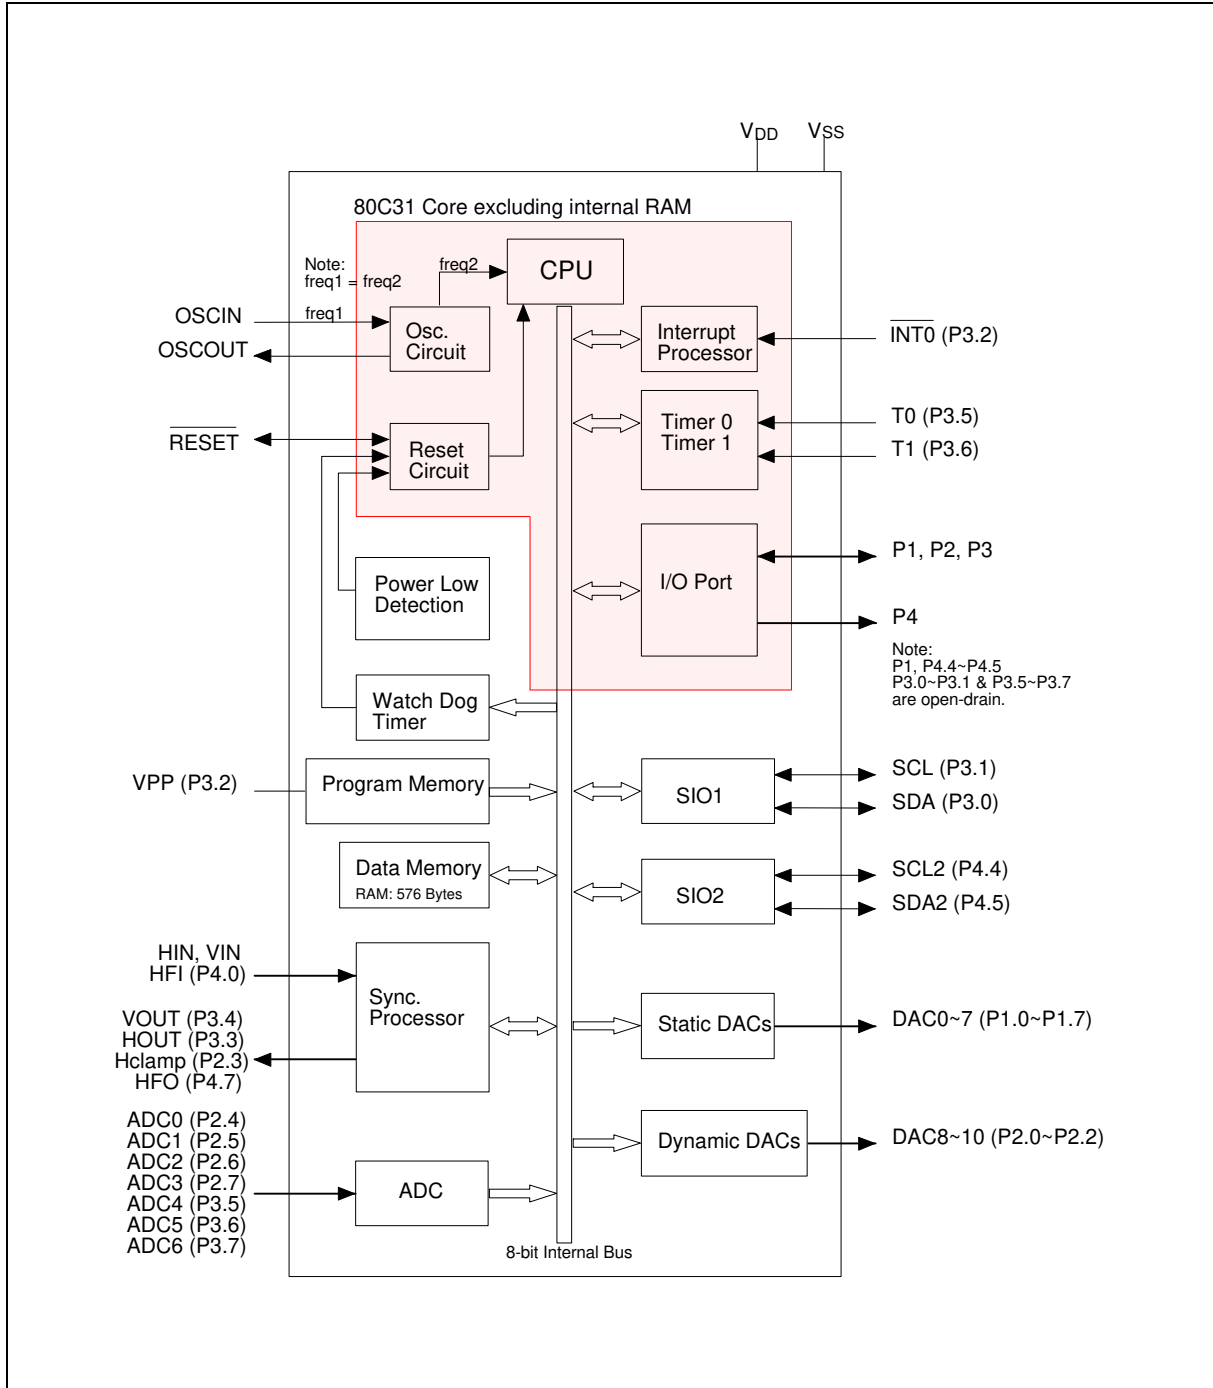 VDD VSS
80C31 Core excluding internal RAM
Note:
freq1 = freq2
freq2
CPU
OSCIN
freq1
OSCOUT
Osc.
Circuit
Interrupt
Processor
INT0 (P3.2)
RESET
Reset
Circuit
Timer 0
Timer 1
T0 (P3.5)
T1 (P3.6)
Power Low
Detection
I/O Port
P1, P2, P3
P4
Note:
P1, P4.4~P4.5
P3.0~P3.1 & P3.5~P3.7
are open-drain.
Watch Dog
Timer
VPP (P3.2)
Program Memory
SIO1
SCL (P3.1)
SDA (P3.0)
Data Memory
RAM: 576 Bytes
SIO2
SCL2 (P4.4)
SDA2 (P4.5)
HIN, VIN
HFI (P4.0)
VOUT (P3.4)
HOUT (P3.3)
Hclamp (P2.3)
HFO (P4.7)
Sync.
Processor
Static DACs
DAC0~7 (P1.0~P1.7)
ADC0 (P2.4)
ADC1 (P2.5)
ADC2 (P2.6)
ADC3 (P2.7)
ADC4 (P3.5)
ADC5 (P3.6)
ADC6 (P3.7)
ADC
Dynamic DACs
DAC8~10 (P2.0~P2.2)
8-bit Internal Bus